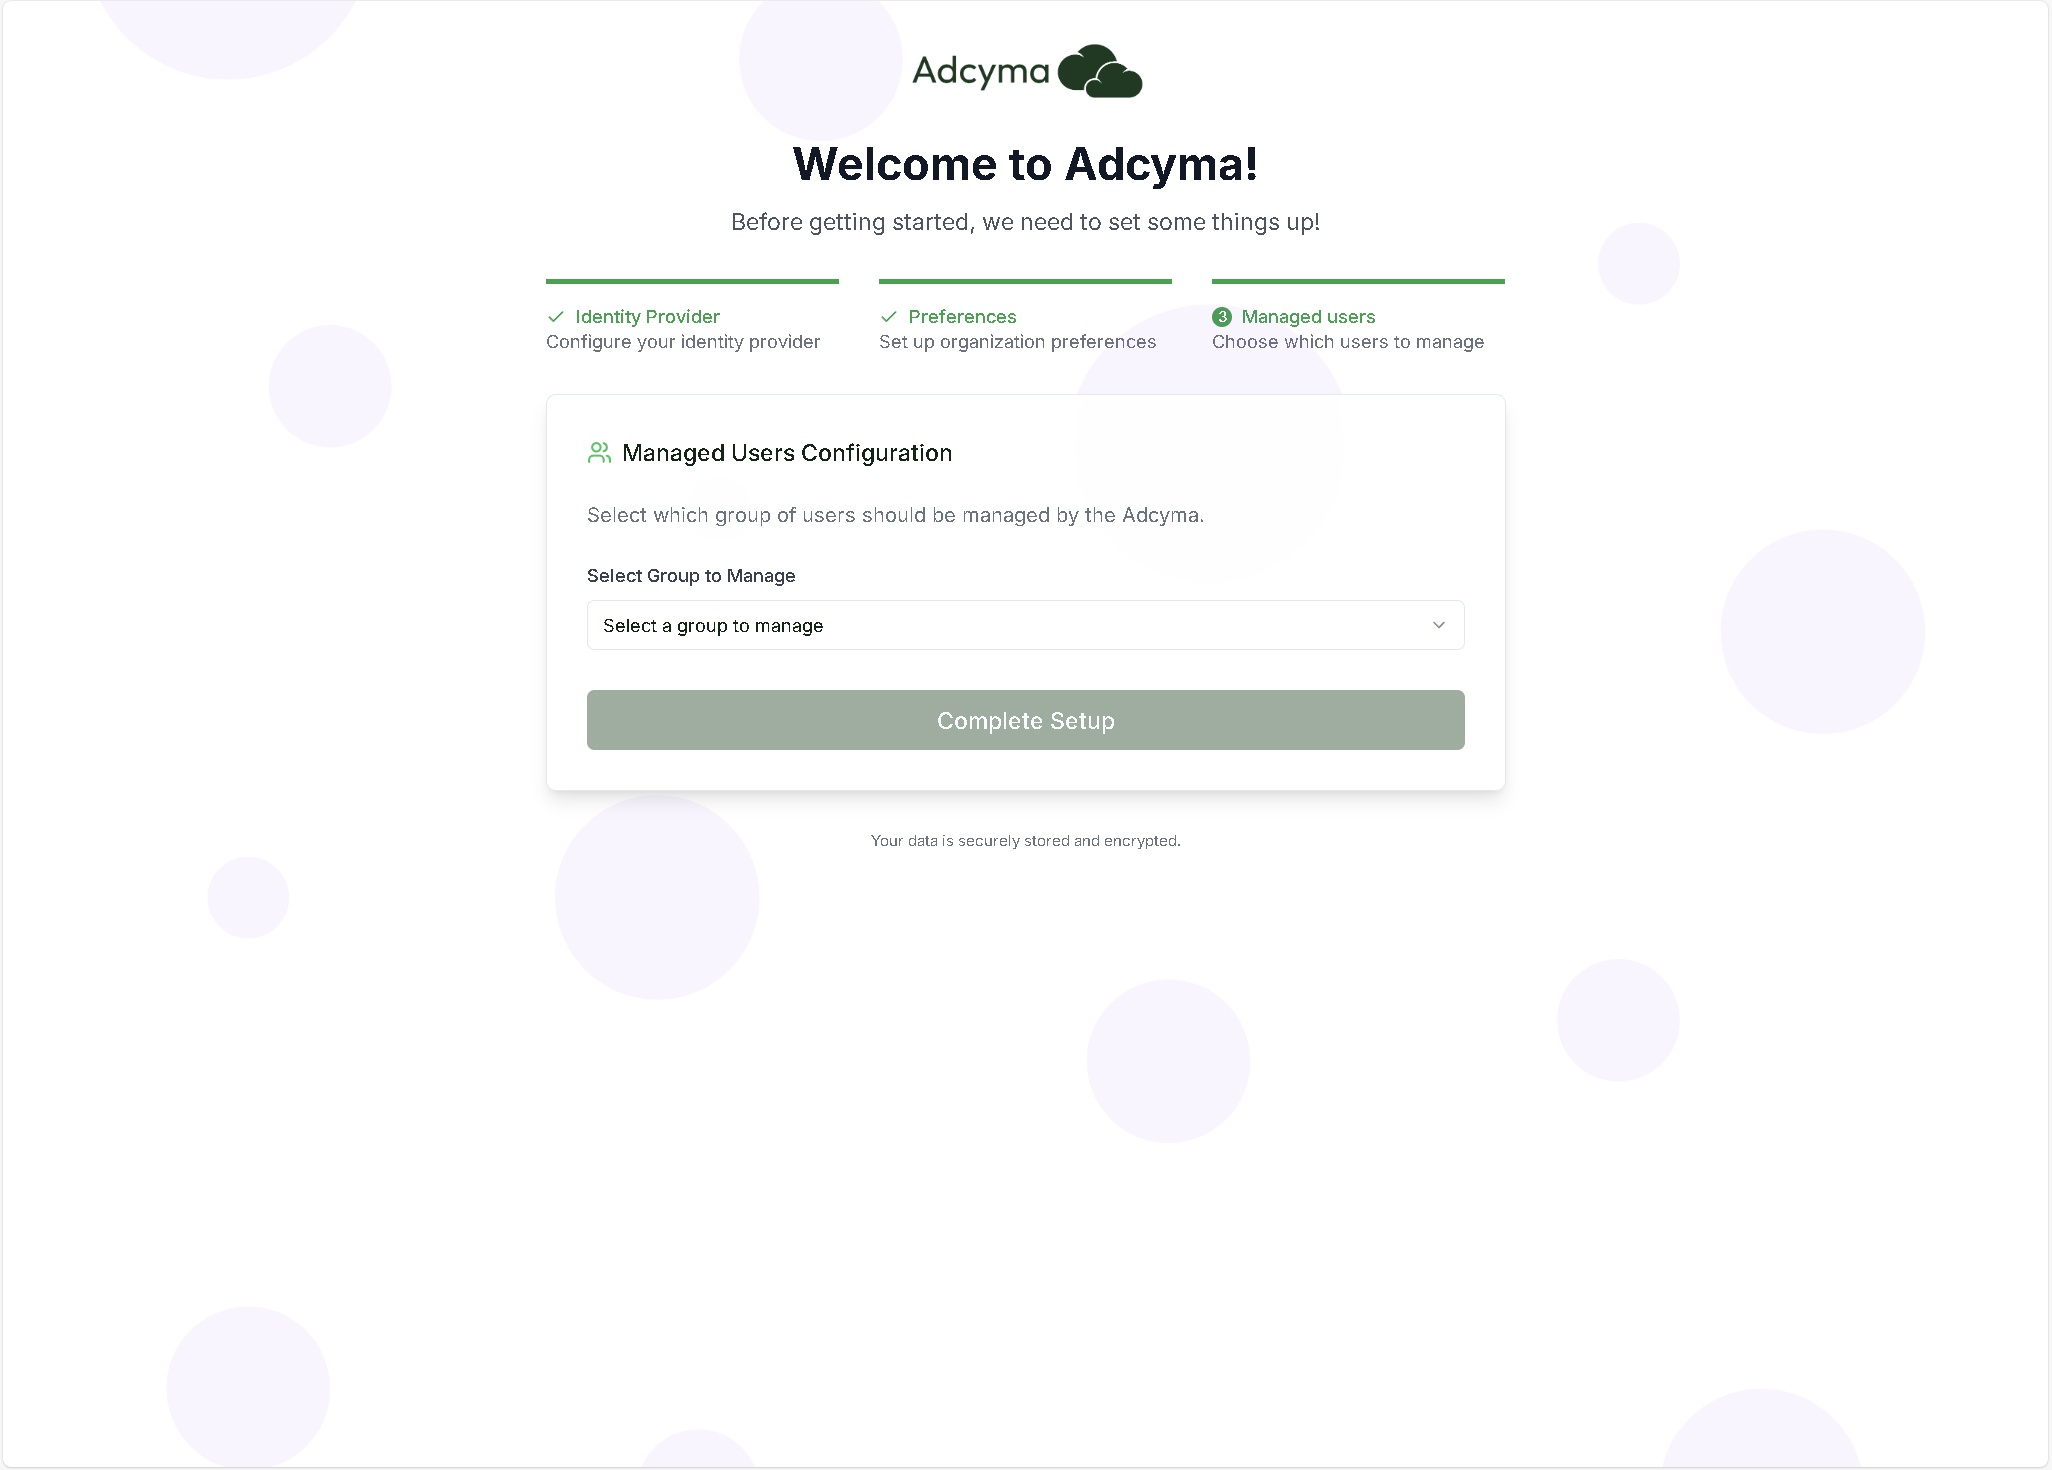 Adcyma
Welcome to Adcyma!
Before getting started, we need to set some things up!
Identity Provider
Configure your identity provider
Preferences
Set up organization preferences
3 Managed users
Choose which users to manage
Managed Users Configuration
Select which group of users should be managed by the Adcyma.
Select Group to Manage
Select a group to manage
Complete Setup
Your data is securely stored and encrypted.